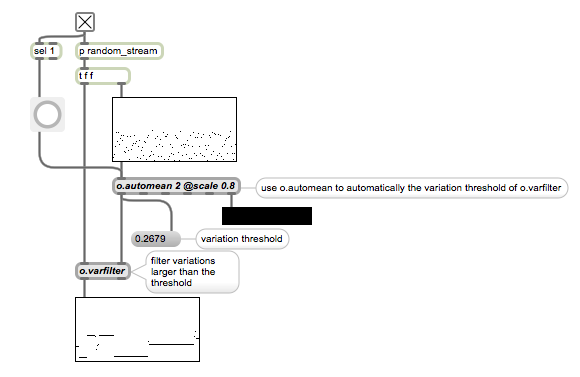 sel 1
p random_stream
t f f
o.automean 2 @scale 0.8
use o.automean to automatically the variation threshold of o.varfilter
0.2679
variation threshold
o.varfilter
filter variations
larger than the
threshold